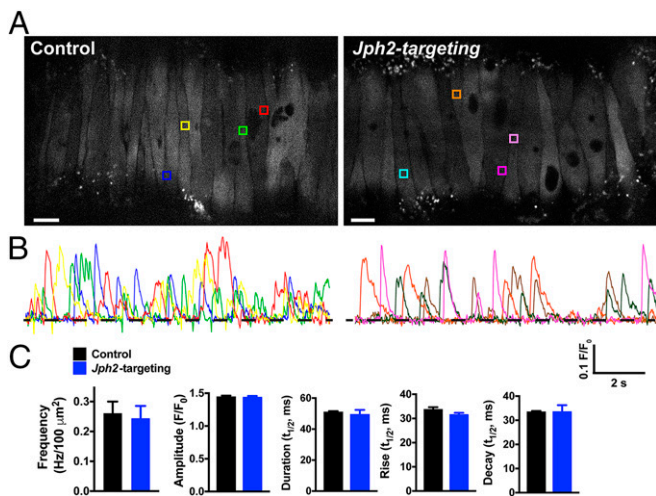 A
Control
Jph2-targeting
B
0.1 F/F0
2 s
C
Control
Jph2-targeting
Frequency
(Hz/100 µm2)
0.3
0.2
0.1
0.0
Amplitude (F/F0)
1.5
1.0
0.5
0.0
Duration (t1/2, ms)
60
40
20
0
Rise (t1/2, ms)
40
30
20
10
0
Decay (t1/2, ms)
40
30
20
10
0